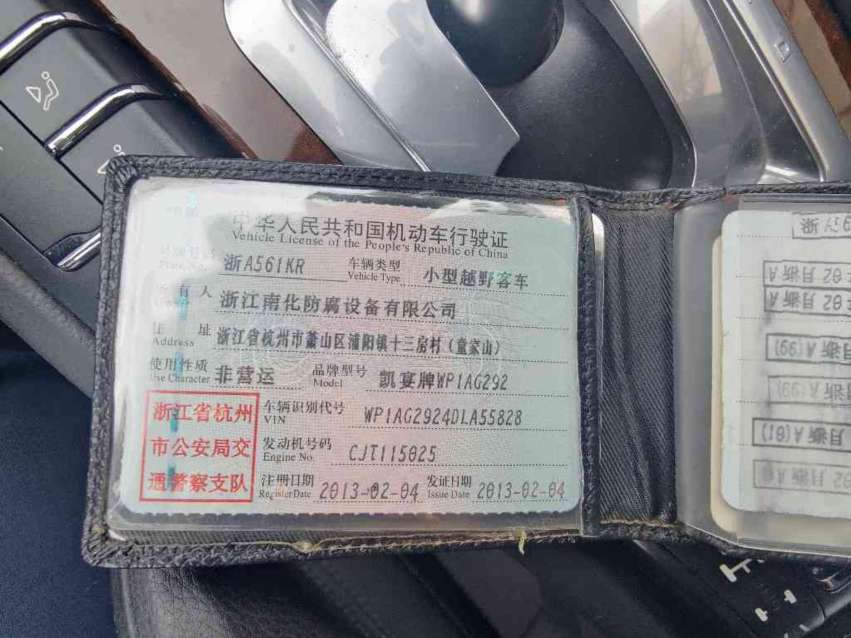 中华人民共和国机动车行驶证
Vehicle License of the People's Republic of China
浙A561KR 车辆类型 Vehicle Type 小型越野客车
有人 浙江南化防腐设备有限公司
住址 Address 浙江省杭州市萧山区浦阳镇十三房村(童家山)
使用性质 Use Character 非营运 品牌型号 Model 凯宴牌WP1AG292
浙江省杭州
市公安局交
通警察支队
车辆识别代号 VIN WP1AG2924DLA55828
发动机号码 Engine No. CJT115025
注册日期 Register Date 2013-02-04 发证日期 Issue Date 2013-02-04